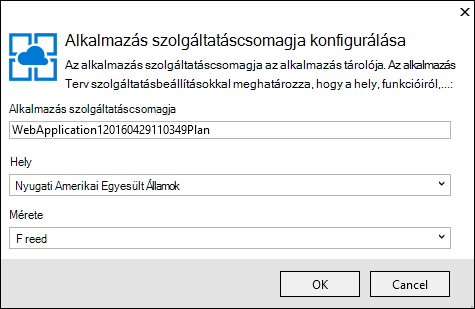 Alkalmazás szolgáltatáscsomagja konfigurálása
Az alkalmazás szolgáltatáscsomagja az alkalmazás tárolója. Az alkalmazás
Terv szolgáltatásbeállításokkal meghatározza, hogy a hely, funkcióiról,...:
Alkalmazás szolgáltatáscsomagja
WebApplication120160429110349Plan
Hely
Nyugati Amerikai Egyesült Államok
Mérete
F reed
OK
Cancel